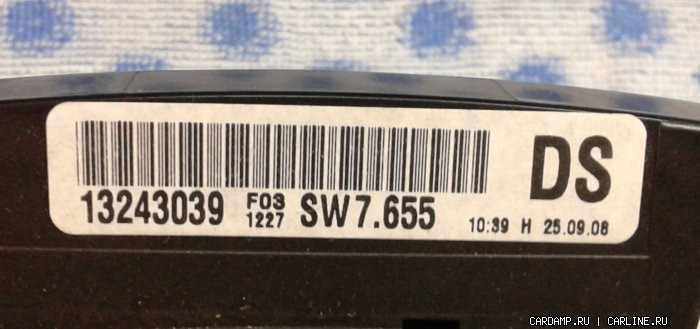 DS
13243039 F03 1227 SW7.655 10:39 H 25.09.08
CARDAMP.RU | CARLINE.RU